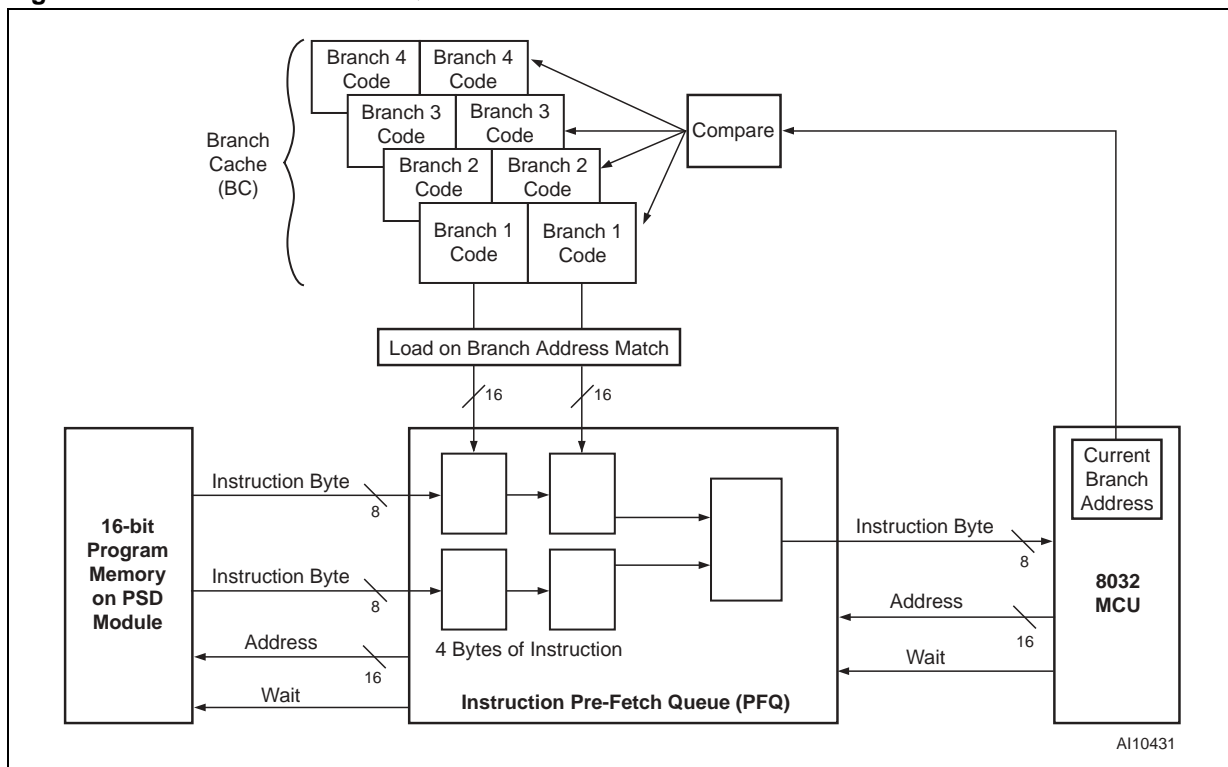 Branch 4
Code
Branch 4
Code
Branch 3
Code
Branch 3
Code
Branch 2
Code
Branch 2
Code
Branch 1
Code
Branch 1
Code
Branch
Cache
(BC)
Compare
Load on Branch Address Match
16
16
16-bit
Program
Memory
on PSD
Module
Instruction Byte
8
Instruction Byte
8
Address
16
Wait
4 Bytes of Instruction
Instruction Pre-Fetch Queue (PFQ)
Instruction Byte
8
Address
16
Wait
Current
Branch
Address
8032
MCU
AI10431